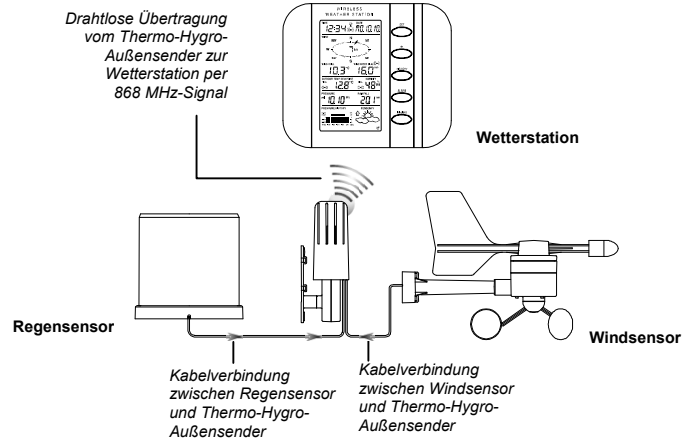 Drahtlose Übertragung
vom Thermo-Hygro-
Außensender zur
Wetterstation per
868 MHz-Signal
WIRELESS
WEATHER STATION
Wetterstation
Regensensor
Windsensor
Kabelverbindung
zwischen Regensensor
und Thermo-Hygro-
Außensender
Kabelverbindung
zwischen Windsensor
und Thermo-Hygro-
Außensender